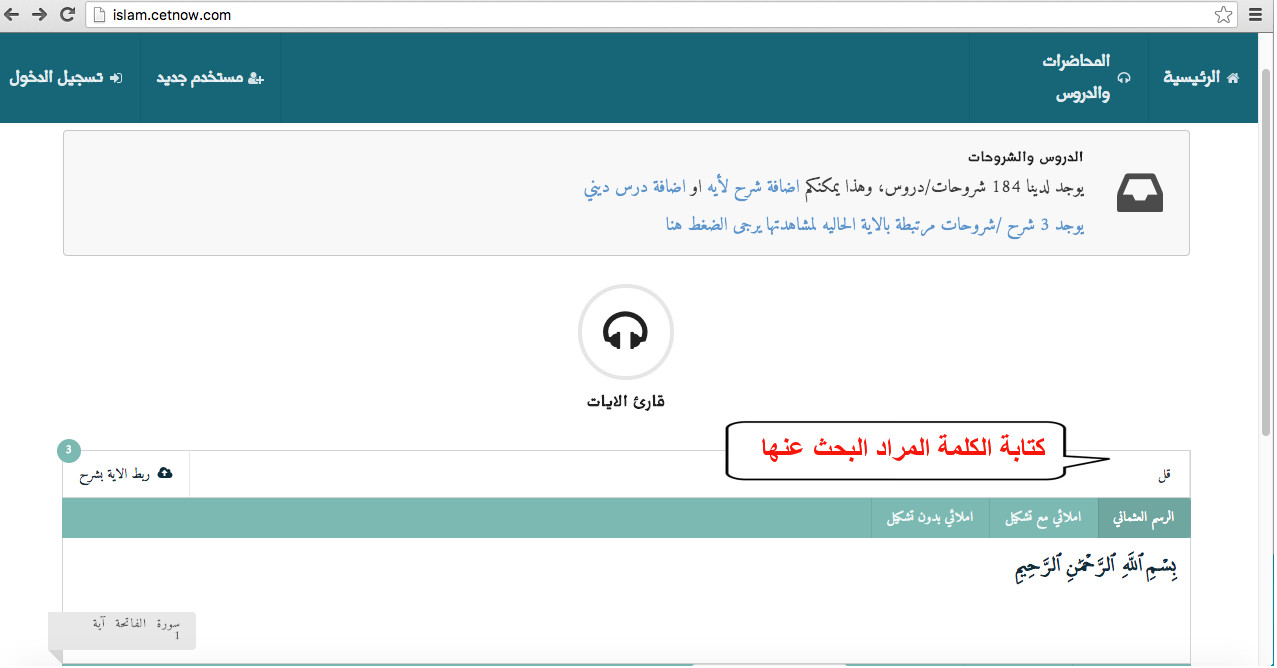 islam.cetnow.com
الرئيسية
المحاضرات
والدروس
مستخدم جديد
تسجيل الدخول
الدروس والشروحات
يوجد لدينا 184 شروحات/دروس، وهذا يمكنكم اضافة شرح لأيه او اضافة درس ديني
يوجد 3 شرح /شروحات مرتبطة بالاية الحاليه لمشاهدتها يرجى الضغط هنا
قارئ الايات
كتابة الكلمة المراد البحث عنها
3
قل
ربط الاية بشرح
الرسم العثماني
املائي مع تشكيل
املائي بدون تشكيل
بِسْمِ ٱللَّهِ ٱلرَّحْمَٰنِ ٱلرَّحِيمِ
سورة الفاتحة آية
1